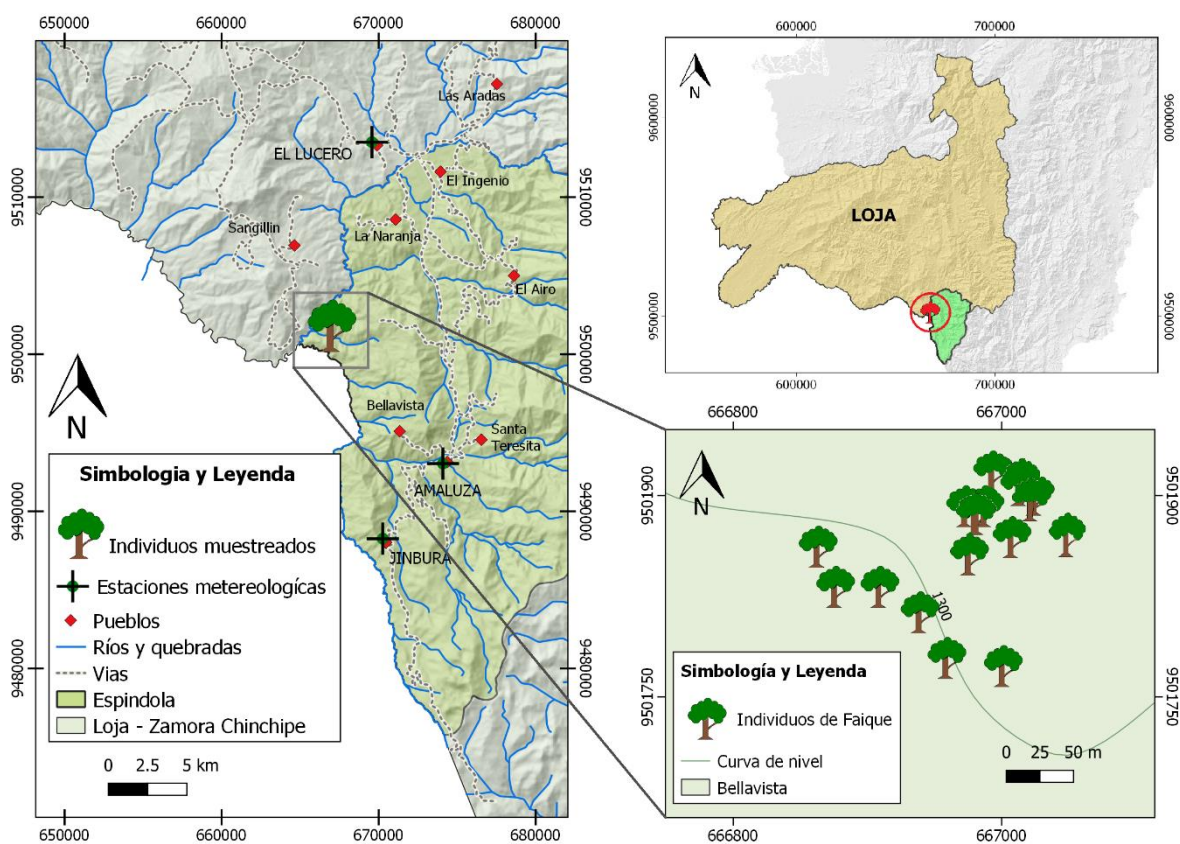 650000
660000
670000
680000
9510000
9500000
9490000
9480000
Las Aradas
EL LUCERO
El Ingenio
La Naranja
Sangillin
El Airo
Bellavista
Santa
Teresita
AMALUZA
JINBURA
N
Simbologia y Leyenda
Individuos muestreados
Estaciones metereologícas
Pueblos
Ríos y quebradas
Vias
Espindola
Loja - Zamora Chinchipe
0 2.5 5 km
9510000
9500000
9490000
9480000
650000
660000
670000
680000
600000
700000
9600000
9500000
N
LOJA
9600000
9500000
600000
700000
666800
667000
9501900
9501750
N
1300
Simbología y Leyenda
Individuos de Faique
Curva de nivel
Bellavista
0 25 50 m
9501900
9501750
666800
667000